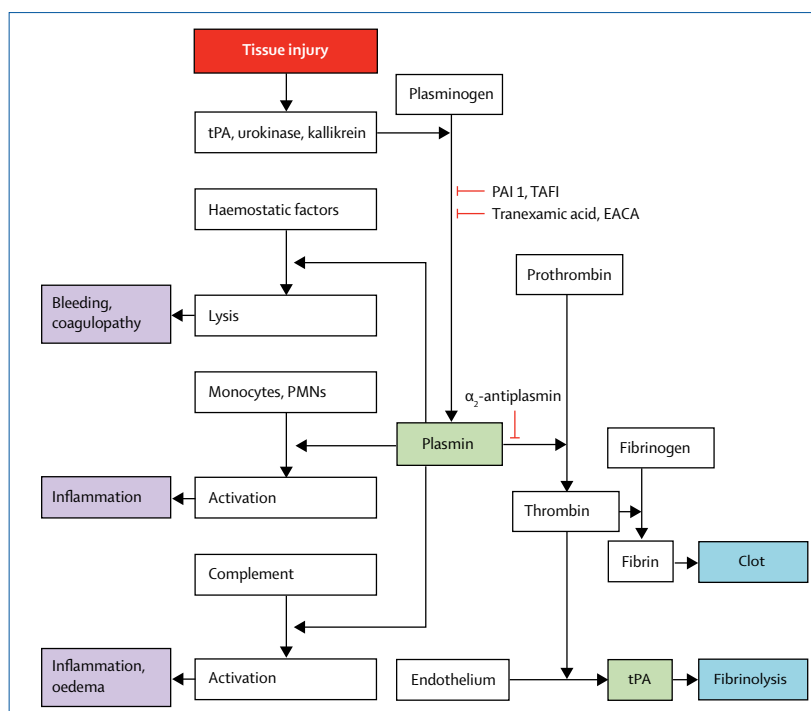 Tissue injury
Plasminogen
tPA, urokinase, kallikrein
PAI 1, TAFI
Tranexamic acid, EACA
Haemostatic factors
Prothrombin
Bleeding,
coagulopathy
Lysis
Monocytes, PMNs
α₂-antiplasmin
Plasmin
Fibrinogen
Inflammation
Activation
Thrombin
Fibrin
Clot
Complement
Inflammation,
oedema
Activation
Endothelium
tPA
Fibrinolysis